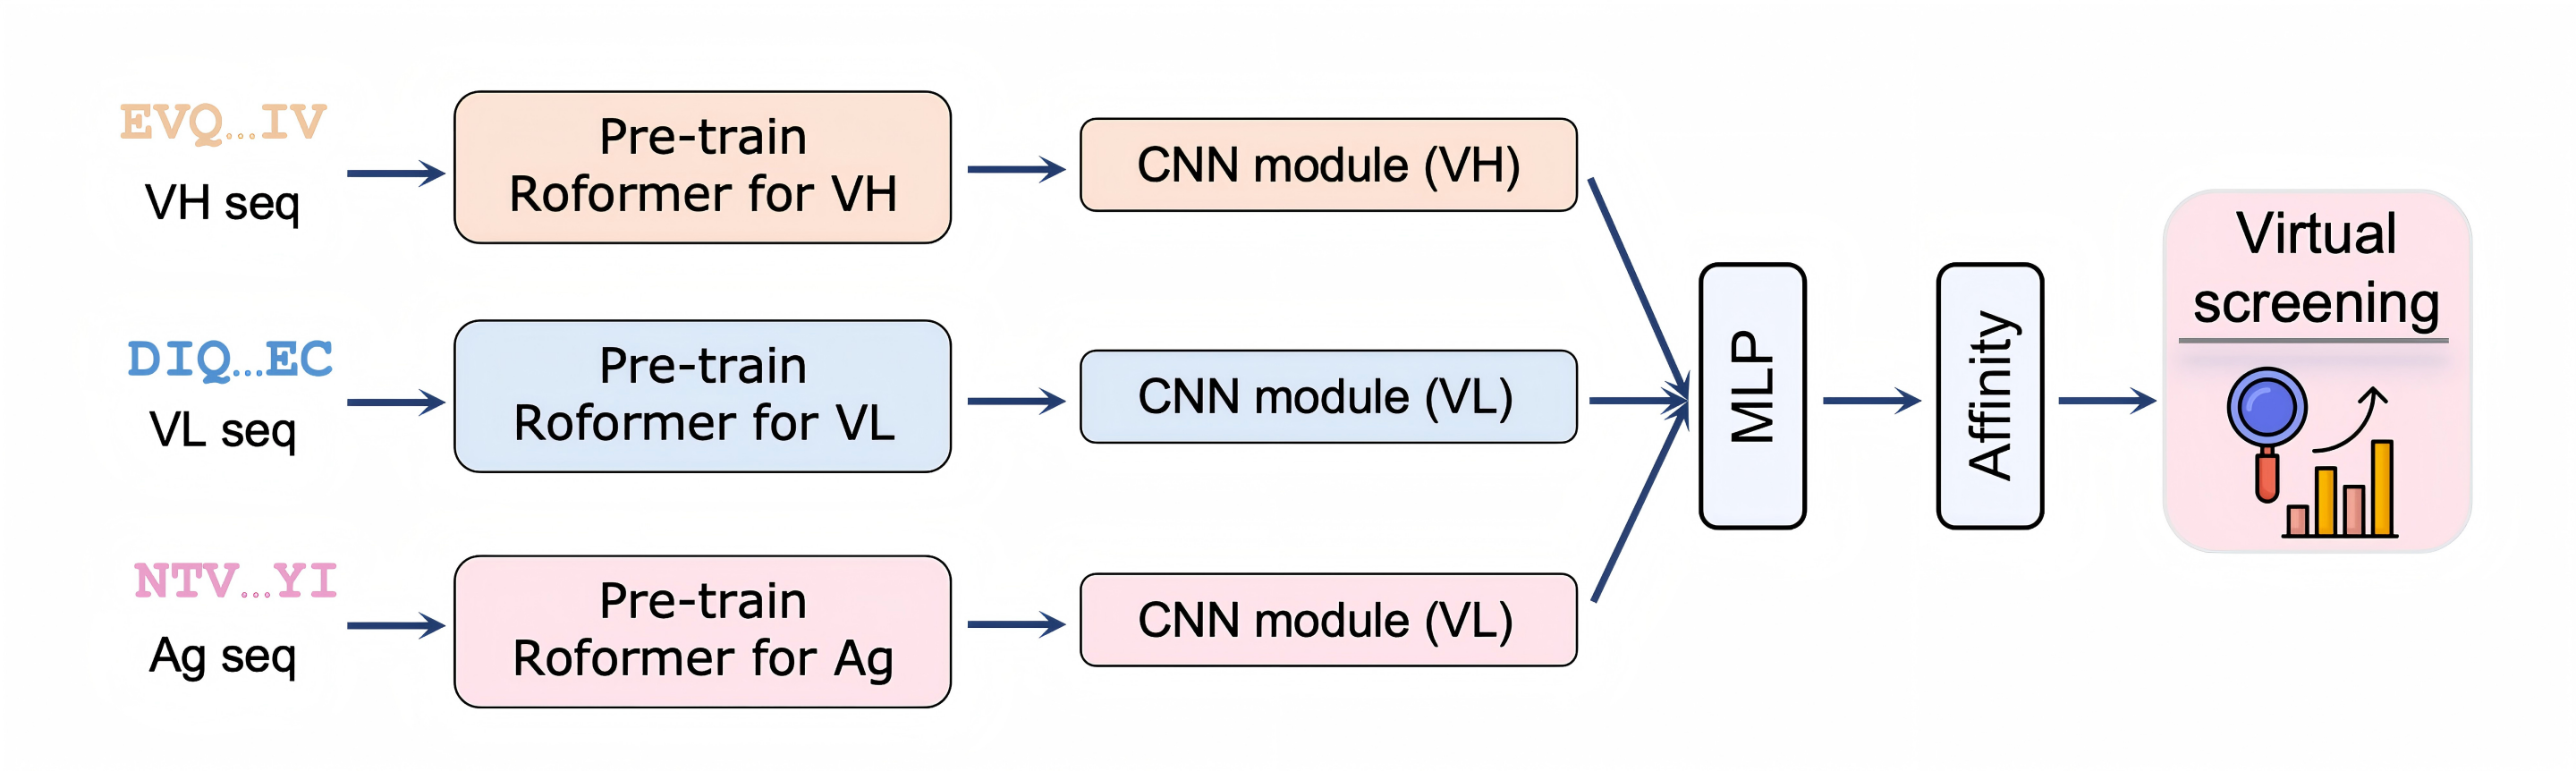 EVQ...IV
VH seq
Pre-train
Roformer for VH
CNN module (VH)
DIQ...EC
VL seq
Pre-train
Roformer for VL
CNN module (VL)
NTV...YI
Ag seq
Pre-train
Roformer for Ag
CNN module (VL)
MLP
Affinity
Virtual
screening